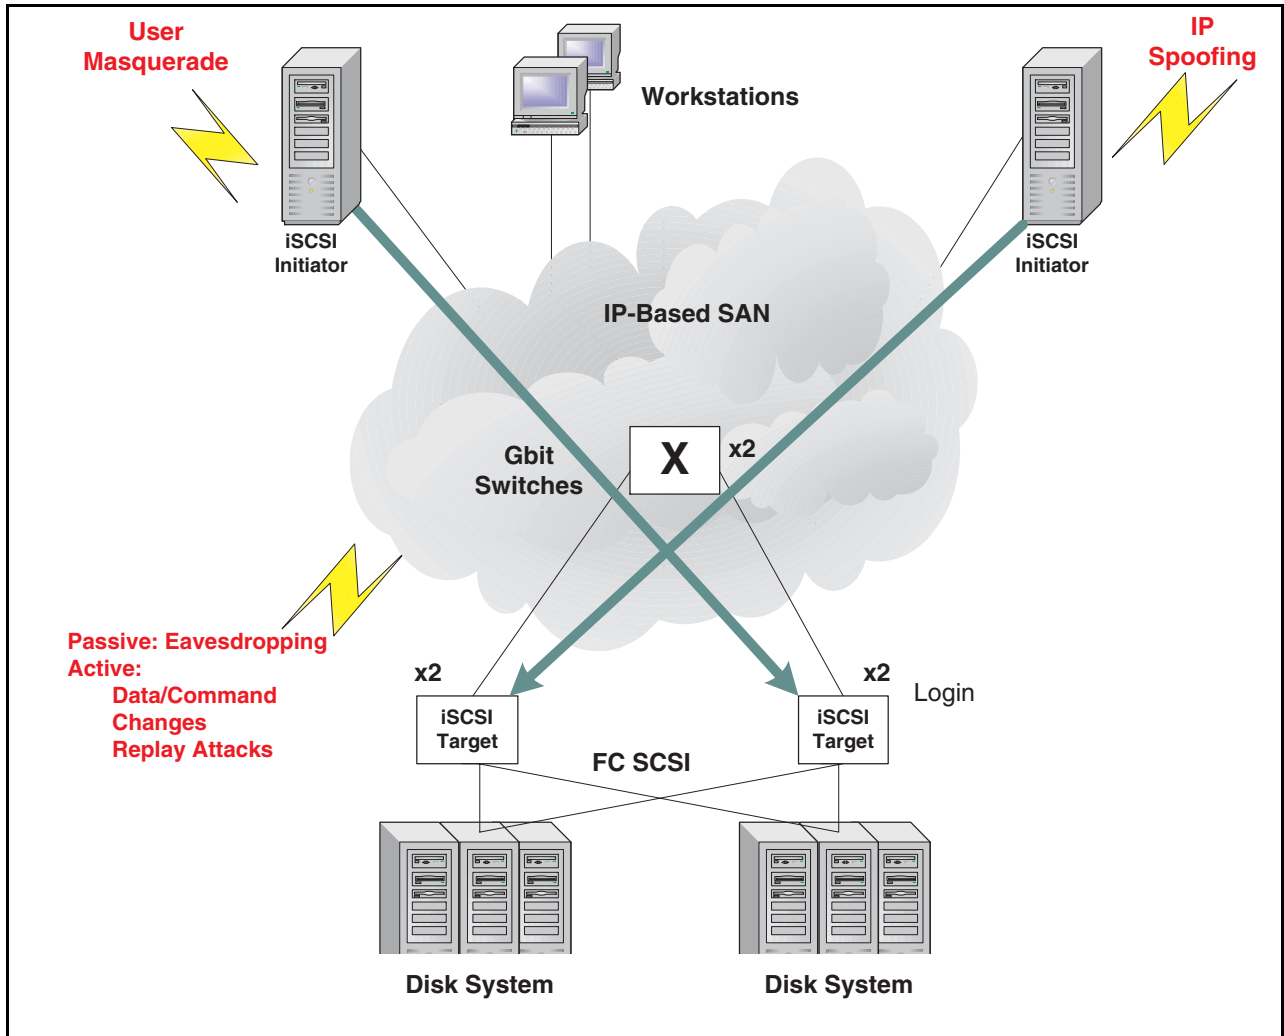 User
Masquerade
IP
Spoofing
Workstations
iSCSI
Initiator
iSCSI
Initiator
IP-Based SAN
Gbit
Switches
X
x2
Passive: Eavesdropping
Active:
Data/Command
Changes
Replay Attacks
x2
x2
Login
iSCSI
Target
iSCSI
Target
FC SCSI
Disk System
Disk System